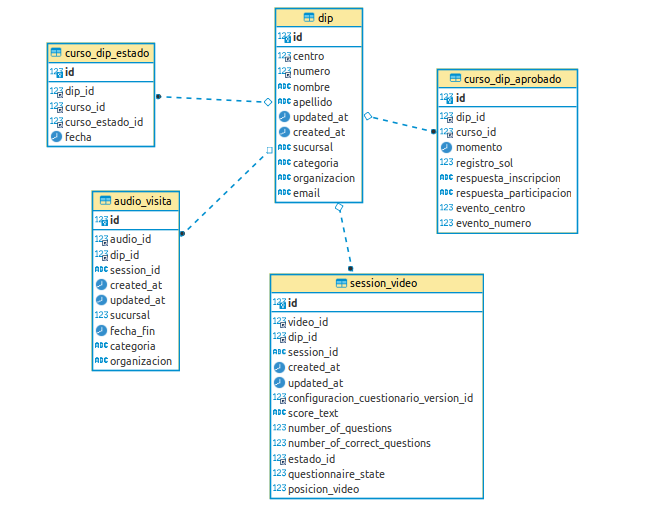 dip
id
centro
numero
nombre
apellido
updated_at
created_at
sucursal
categoria
organizacion
email
curso_dip_estado
id
dip_id
curso_id
curso_estado_id
fecha
curso_dip_aprobado
id
dip_id
curso_id
momento
registro_sol
respuesta_inscripcion
respuesta_participacion
evento_centro
evento_numero
audio_visita
id
audio_id
dip_id
session_id
created_at
updated_at
sucursal
fecha_fin
categoria
organizacion
session_video
id
video_id
dip_id
session_id
created_at
updated_at
configuracion_cuestionario_version_id
score_text
number_of_questions
number_of_correct_questions
estado_id
questionnaire_state
posicion_video